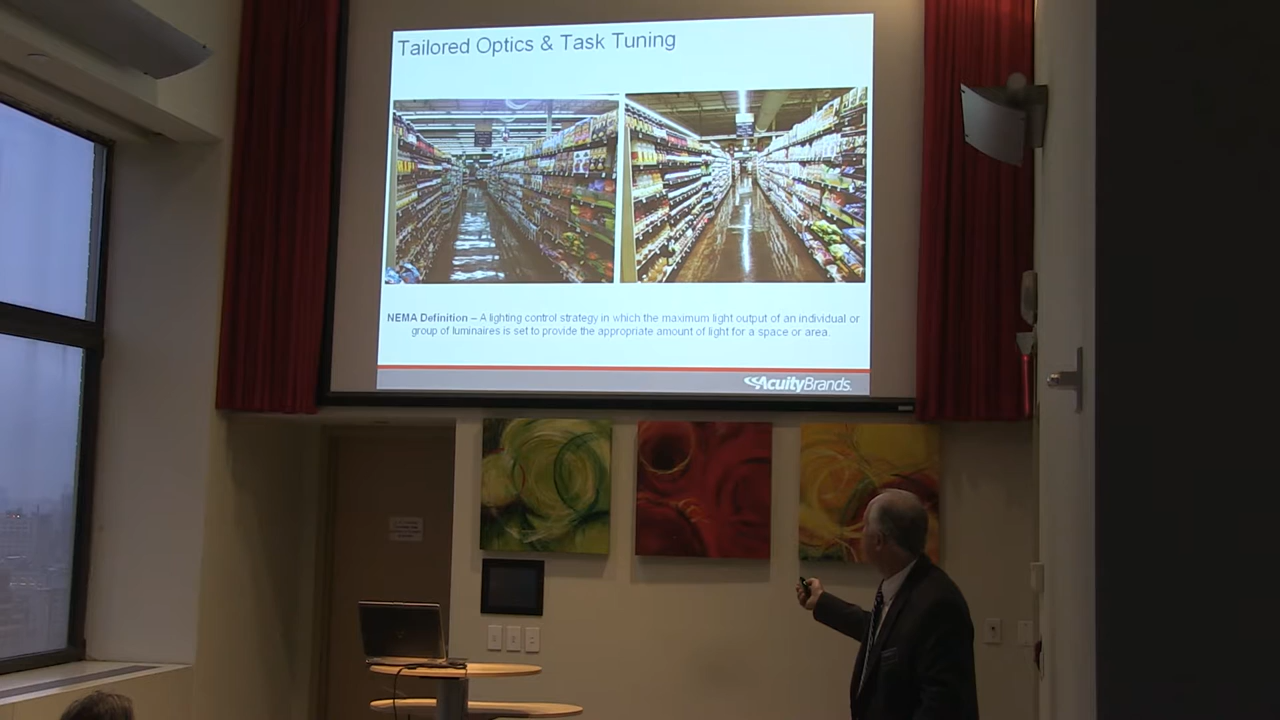 Tailored Optics & Task Tuning
NEMA Definition – A lighting control strategy in which the maximum light output of an individual or
group of luminaires is set to provide the appropriate amount of light for a space or area.
AcuityBrands.